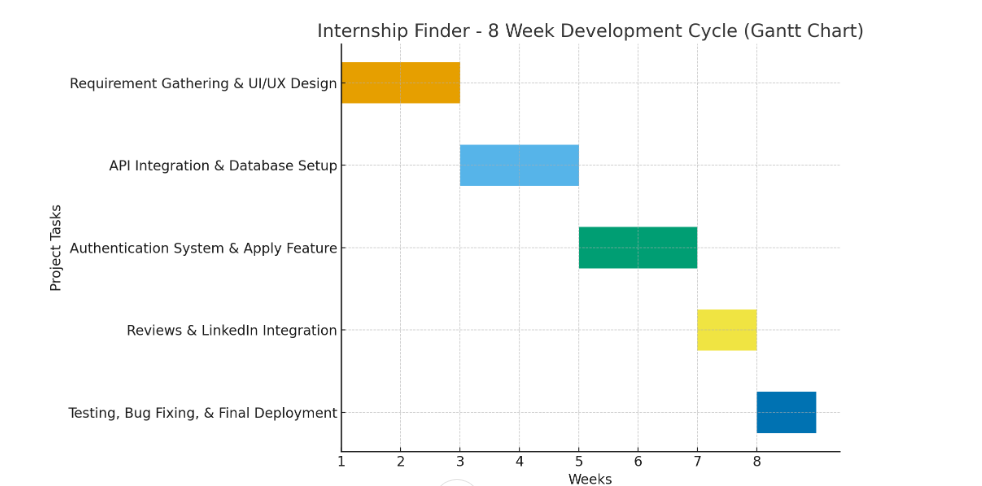 Internship Finder - 8 Week Development Cycle (Gantt Chart)
Requirement Gathering & UI/UX Design
API Integration & Database Setup
Authentication System & Apply Feature
Reviews & LinkedIn Integration
Testing, Bug Fixing, & Final Deployment
Project Tasks
1 2 3 4 5 6 7 8
Weeks